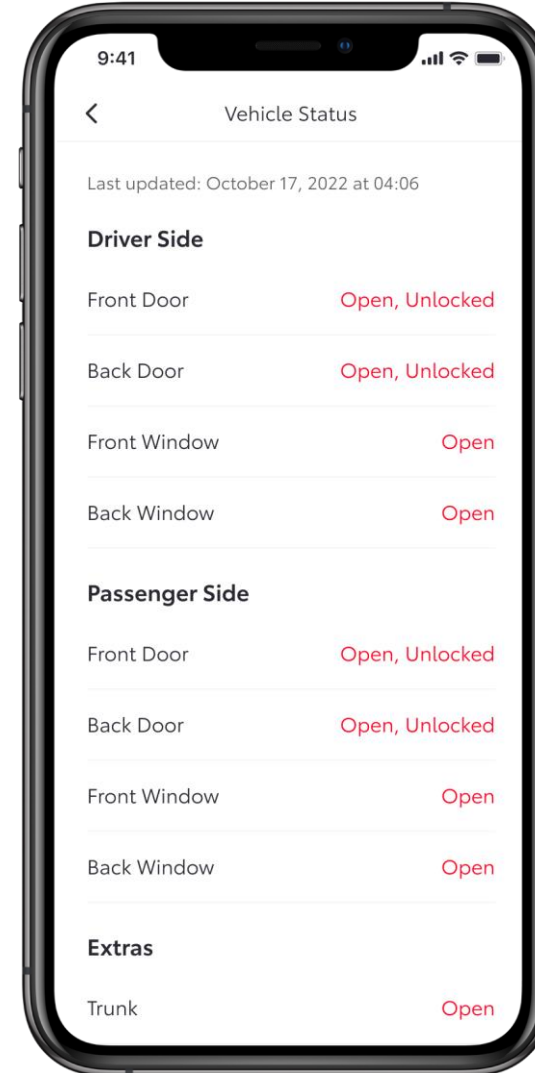 9:41
Vehicle Status
Last updated: October 17, 2022 at 04:06
Driver Side
Front Door Open, Unlocked
Back Door Open, Unlocked
Front Window Open
Back Window Open
Passenger Side
Front Door Open, Unlocked
Back Door Open, Unlocked
Front Window Open
Back Window Open
Extras
Trunk Open